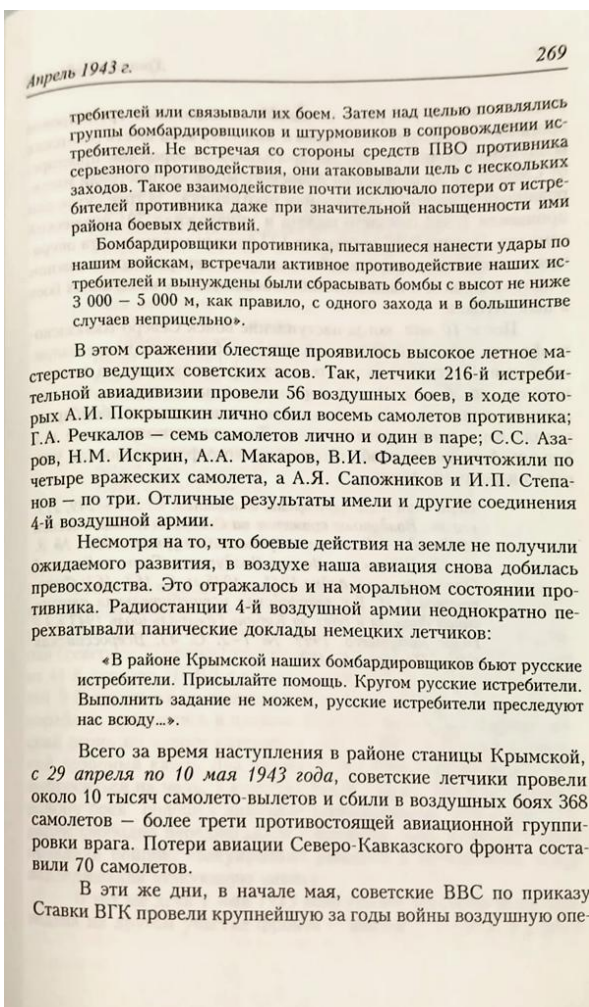 Апрель 1943 г.
269
требителей или связывали их боем. Затем над целью появлялись
группы бомбардировщиков и штурмовиков в сопровождении ис-
требителей. Не встречая со стороны средств ПВО противника
серьезного противодействия, они атаковывали цель с нескольких
заходов. Такое взаимодействие почти исключало потери от истре-
бителей противника даже при значительной насыщенности ими
района боевых действий.
Бомбардировщики противника, пытавшиеся нанести удары по
нашим войскам, встречали активное противодействие наших ис-
требителей и вынуждены были сбрасывать бомбы с высот не ниже
3 000 – 5 000 м, как правило, с одного захода и в большинстве
случаев неприцельно».
В этом сражении блестяще проявилось высокое летное ма-
стерство ведущих советских асов. Так, летчики 216-й истреби-
тельной авиадивизии провели 56 воздушных боев, в ходе кото-
рых А.И. Покрышкин лично сбил восемь самолетов противника;
Г.А. Речкалов – семь самолетов лично и один в паре; С.С. Аза-
ров, Н.М. Искрин, А.А. Макаров, В.И. Фадеев уничтожили по
четыре вражеских самолета, а А.Я. Сапожников и И.П. Степа-
нов – по три. Отличные результаты имели и другие соединения
4-й воздушной армии.
Несмотря на то, что боевые действия на земле не получили
ожидаемого развития, в воздухе наша авиация снова добилась
превосходства. Это отражалось и на моральном состоянии про-
тивника. Радиостанции 4-й воздушной армии неоднократно пе-
рехватывали панические доклады немецких летчиков:
«В районе Крымской наших бомбардировщиков бьют русские
истребители. Присылайте помощь. Кругом русские истребители.
Выполнить задание не можем, русские истребители преследуют
нас всюду...».
Всего за время наступления в районе станицы Крымской,
с 29 апреля по 10 мая 1943 года, советские летчики провели
около 10 тысяч самолето-вылетов и сбили в воздушных боях 368
самолетов – более трети противостоящей авиационной группи-
ровки врага. Потери авиации Северо-Кавказского фронта соста-
вили 70 самолетов.
В эти же дни, в начале мая, советские ВВС по приказу
Ставки ВГК провели крупнейшую за годы войны воздушную опе-